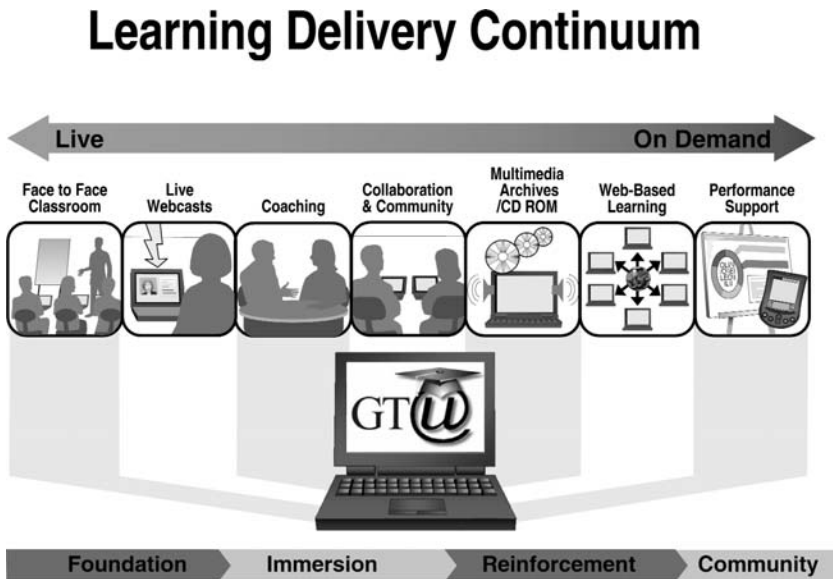 Learning Delivery Continuum
Live
On Demand
Face to Face
Classroom
Live
Webcasts
Coaching
Collaboration
& Community
Multimedia
Archives
/CD ROM
Web-Based
Learning
Performance
Support
GTU
Foundation
Immersion
Reinforcement
Community